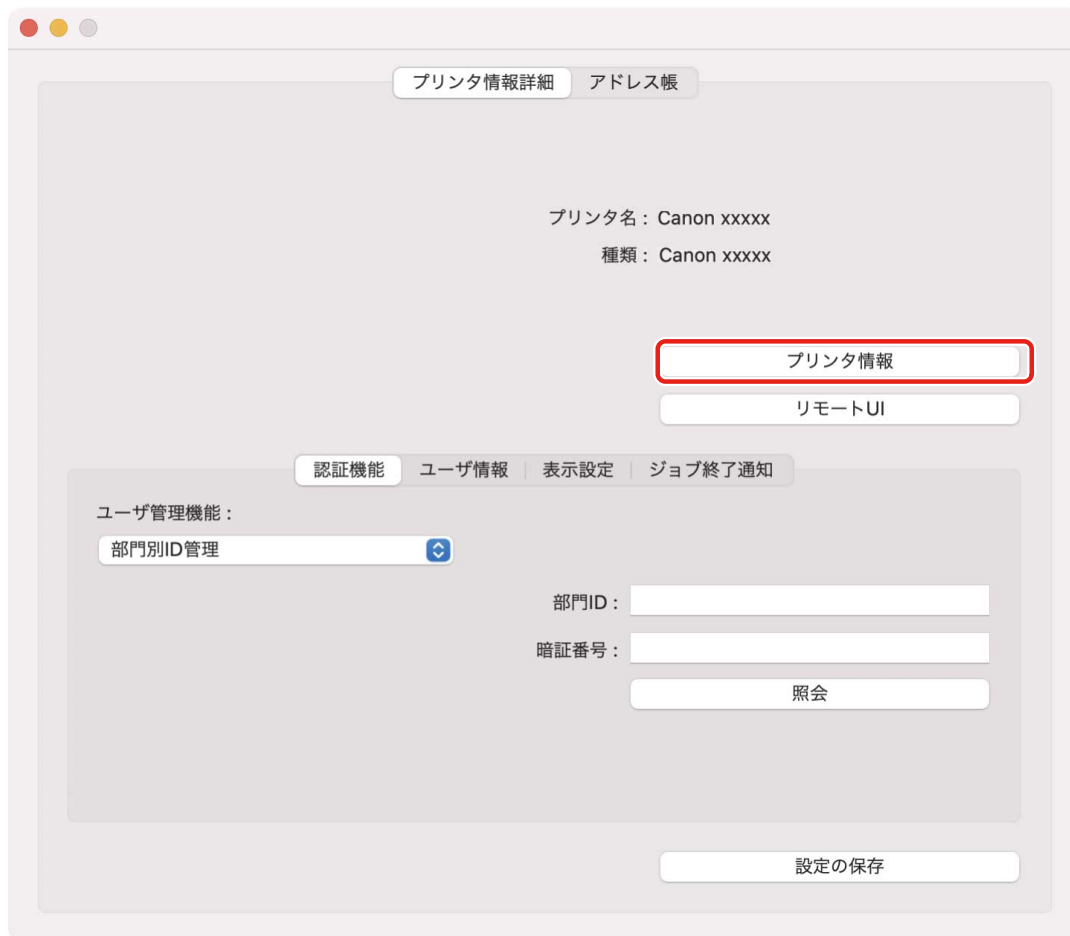 プリンタ情報詳細 アドレス帳
プリンタ名： Canon xxxxx
種類： Canon xxxxx
プリンタ情報
リモートUI
認証機能 ユーザ情報 表示設定 ジョブ終了通知
ユーザ管理機能：
部門別ID管理
部門ID：
暗証番号：
照会
設定の保存